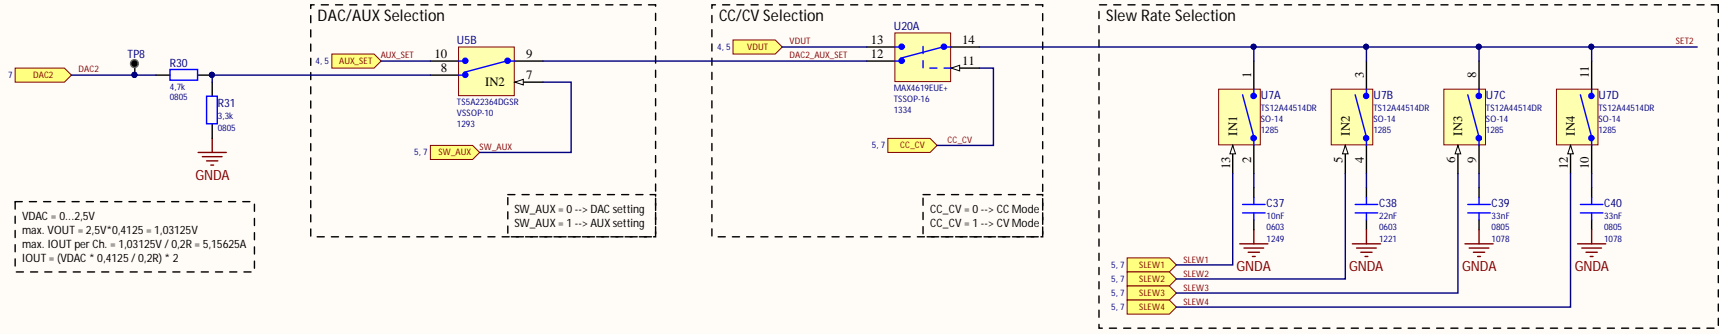 DAC/AUX Selection
CC/CV Selection
Slew Rate Selection
7 DAC2
DAC2
TP8
R30
4,7k
0805
R31
3,3k
0805
GNDA
4, 5 AUX_SET
AUX_SET
10
8
U5B
9
7
IN2
TS5A22364DGSR
VSSOP-10
1293
5, 7 SW_AUX
SW_AUX
SW_AUX = 0 --> DAC setting
SW_AUX = 1 --> AUX setting
4, 5 VDUT
VDUT
DAC2_AUX_SET
13
12
U20A
14
11
MAX4619EUE+
TSSOP-16
1334
5, 7 CC_CV
CC_CV
CC_CV = 0 --> CC Mode
CC_CV = 1 --> CV Mode
SET2
1
U7A
TS12A44514DR
SO-14
1285
IN1
13
2
C37
10nF
0603
1249
GNDA
3
U7B
TS12A44514DR
SO-14
1285
IN2
5
4
C38
22nF
0603
1221
GNDA
8
U7C
TS12A44514DR
SO-14
1285
IN3
6
9
C39
33nF
0805
1078
GNDA
11
U7D
TS12A44514DR
SO-14
1285
IN4
12
10
C40
33nF
0805
1078
GNDA
5, 7 SLEW1
SLEW1
5, 7 SLEW2
SLEW2
5, 7 SLEW3
SLEW3
5, 7 SLEW4
SLEW4
VDAC = 0...2,5V
max. VOUT = 2,5V*0,4125 = 1,03125V
max. IOUT per Ch. = 1,03125V / 0,2R = 5,15625A
IOUT = (VDAC * 0,4125 / 0,2R) * 2